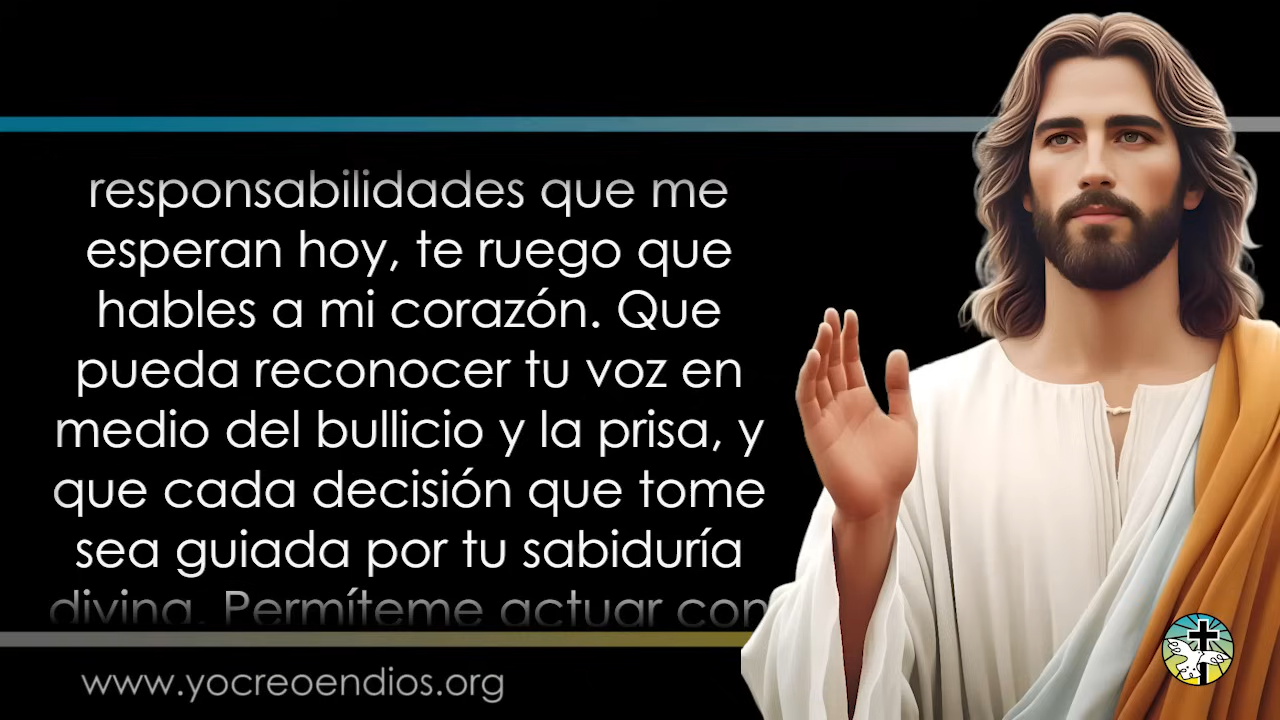 responsabilidades que me
esperan hoy, te ruego que
hables a mi corazón. Que
pueda reconocer tu voz en
medio del bullicio y la prisa, y
que cada decisión que tome
sea guiada por tu sabiduría
divina. Permíteme actuar con
www.yocreoendios.org